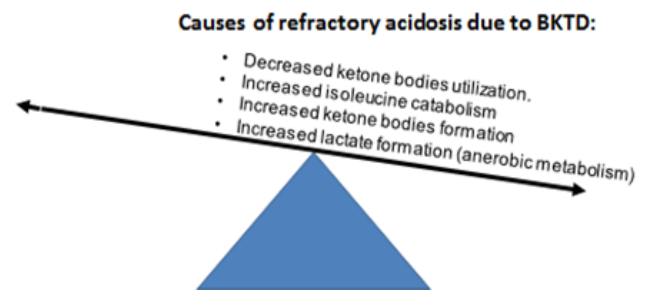 Causes of refractory acidosis due to BKTD:
• Decreased ketone bodies utilization.
• Increased isoleucine catabolism
• Increased ketone bodies formation
• Increased lactate formation (anerobic metabolism)